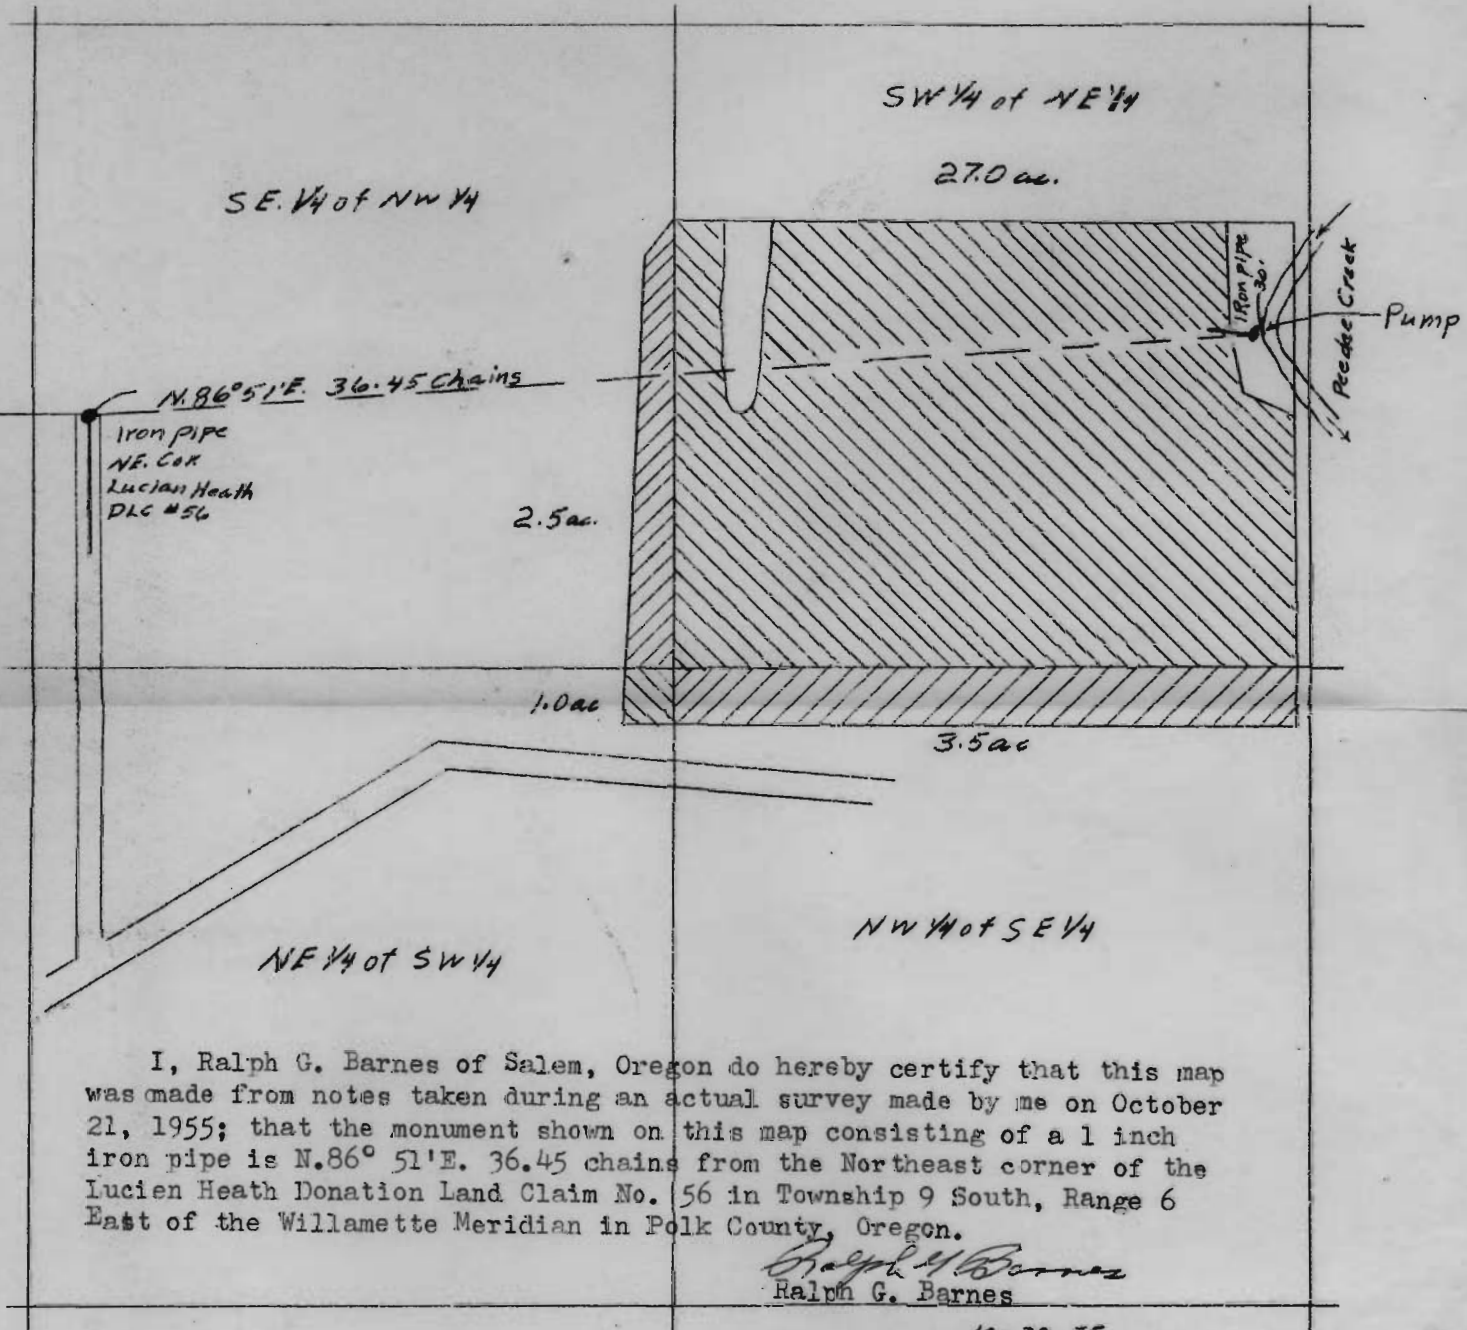 SW 1/4 of NE 1/4
27.0 ac.
SE. 1/4 of NW 1/4
Iron pipe
30.
Peedee Creek
Pump
N.86°51'E. 36.45 Chains
Iron pipe
NE. Cor
Lucian Heath
DLC #56
2.5 ac.
1.0 ac
3.5 ac
NW 1/4 of SE 1/4
NE 1/4 of SW 1/4
I, Ralph G. Barnes of Salem, Oregon do hereby certify that this map
was made from notes taken during an actual survey made by me on October
21, 1955; that the monument shown on this map consisting of a 1 inch
iron pipe is N.86° 51'E. 36.45 chains from the Northeast corner of the
Lucien Heath Donation Land Claim No. 56 in Township 9 South, Range 6
East of the Willamette Meridian in Polk County, Oregon.
Ralph G Barnes
Ralph G. Barnes